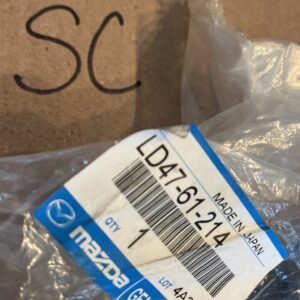 SC
LD47-61-214
MADE IN JAPAN
QTY
1
mazda
LOT